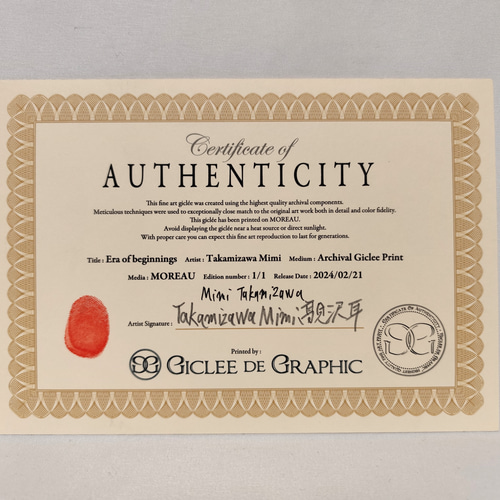 Certificate of
AUTHENTICITY
This fine art giclée was created using the highest quality archival components.
Meticulous techniques were used to exceptionally close match to the original art work both in detail and color fidelity.
This giclée has been printed on MOREAU.
Avoid displaying the giclée near a heat source or direct sunlight.
With proper care you can expect this fine art reproduction to last for generations.
Title : Era of beginnings Artist : Takamizawa Mimi Medium : Archival Giclee Print
Media : MOREAU Edition number : 1/1 Release Date : 2024/02/21
Mimi Takamizawa
Artist Signature : Takamizawa Mimi 沢耳
Printed by :
GG GICLEE DE GRAPHIC
CERTIFICATE OF AUTHENTICITY
GG